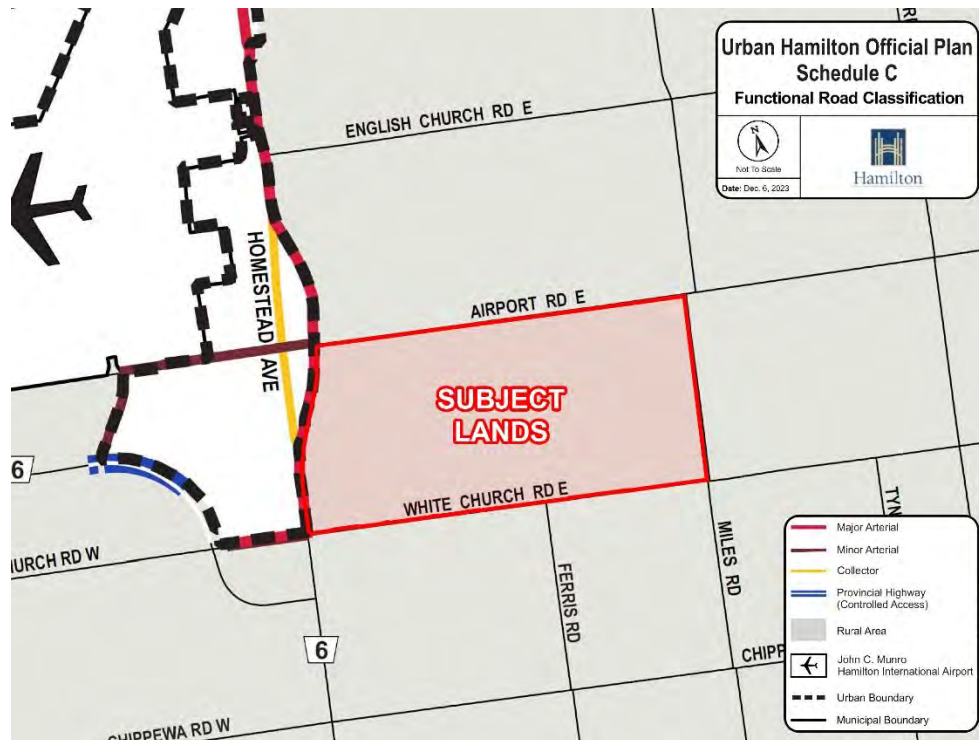 Urban Hamilton Official Plan
Schedule C
Functional Road Classification
N
Not To Scale
Hamilton
Date: Dec. 6, 2023
ENGLISH CHURCH RD E
HOMESTEAD AVE
AIRPORT RD E
SUBJECT
LANDS
6
WHITE CHURCH RD E
CHURCH RD W
FERRIS RD
MILES RD
6
CHIPPEWA RD W
Major Arterial
Minor Arterial
Collector
Provincial Highway
(Controlled Access)
Rural Area
John C. Munro
Hamilton International Airport
Urban Boundary
Municipal Boundary